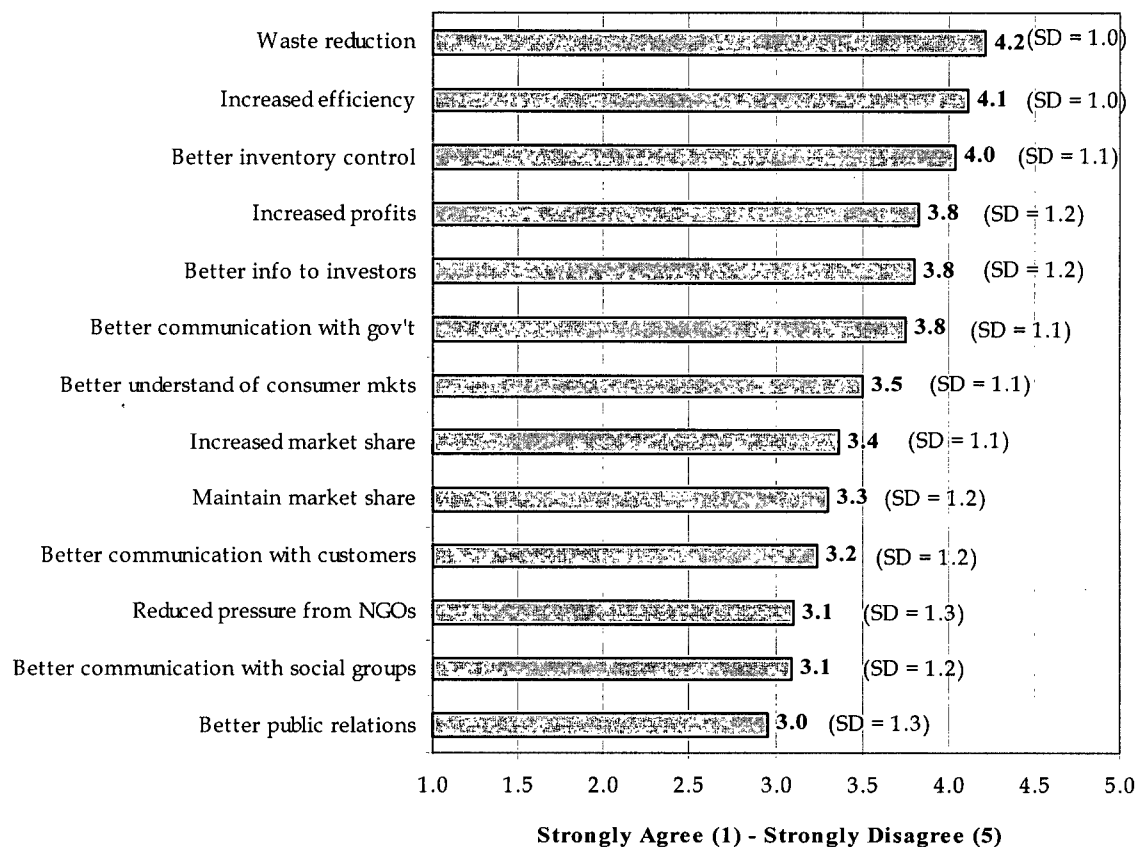 Waste reduction 4.2 (SD = 1.0)
Increased efficiency 4.1 (SD = 1.0)
Better inventory control 4.0 (SD = 1.1)
Increased profits 3.8 (SD = 1.2)
Better info to investors 3.8 (SD = 1.2)
Better communication with gov't 3.8 (SD = 1.1)
Better understand of consumer mkts 3.5 (SD = 1.1)
Increased market share 3.4 (SD = 1.1)
Maintain market share 3.3 (SD = 1.2)
Better communication with customers 3.2 (SD = 1.2)
Reduced pressure from NGOs 3.1 (SD = 1.3)
Better communication with social groups 3.1 (SD = 1.2)
Better public relations 3.0 (SD = 1.3)
1.0 1.5 2.0 2.5 3.0 3.5 4.0 4.5 5.0
Strongly Agree (1) - Strongly Disagree (5)